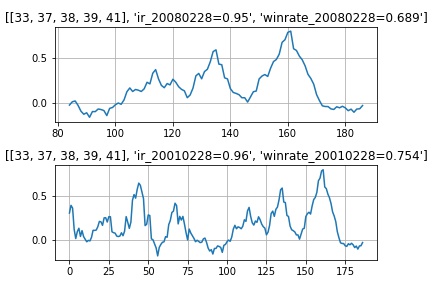 [[33, 37, 38, 39, 41], 'ir_20080228=0.95', 'winrate_20080228=0.689']
0.5
0.0
80 100 120 140 160 180
[[33, 37, 38, 39, 41], 'ir_20010228=0.96', 'winrate_20010228=0.754']
0.5
0.0
0 25 50 75 100 125 150 175